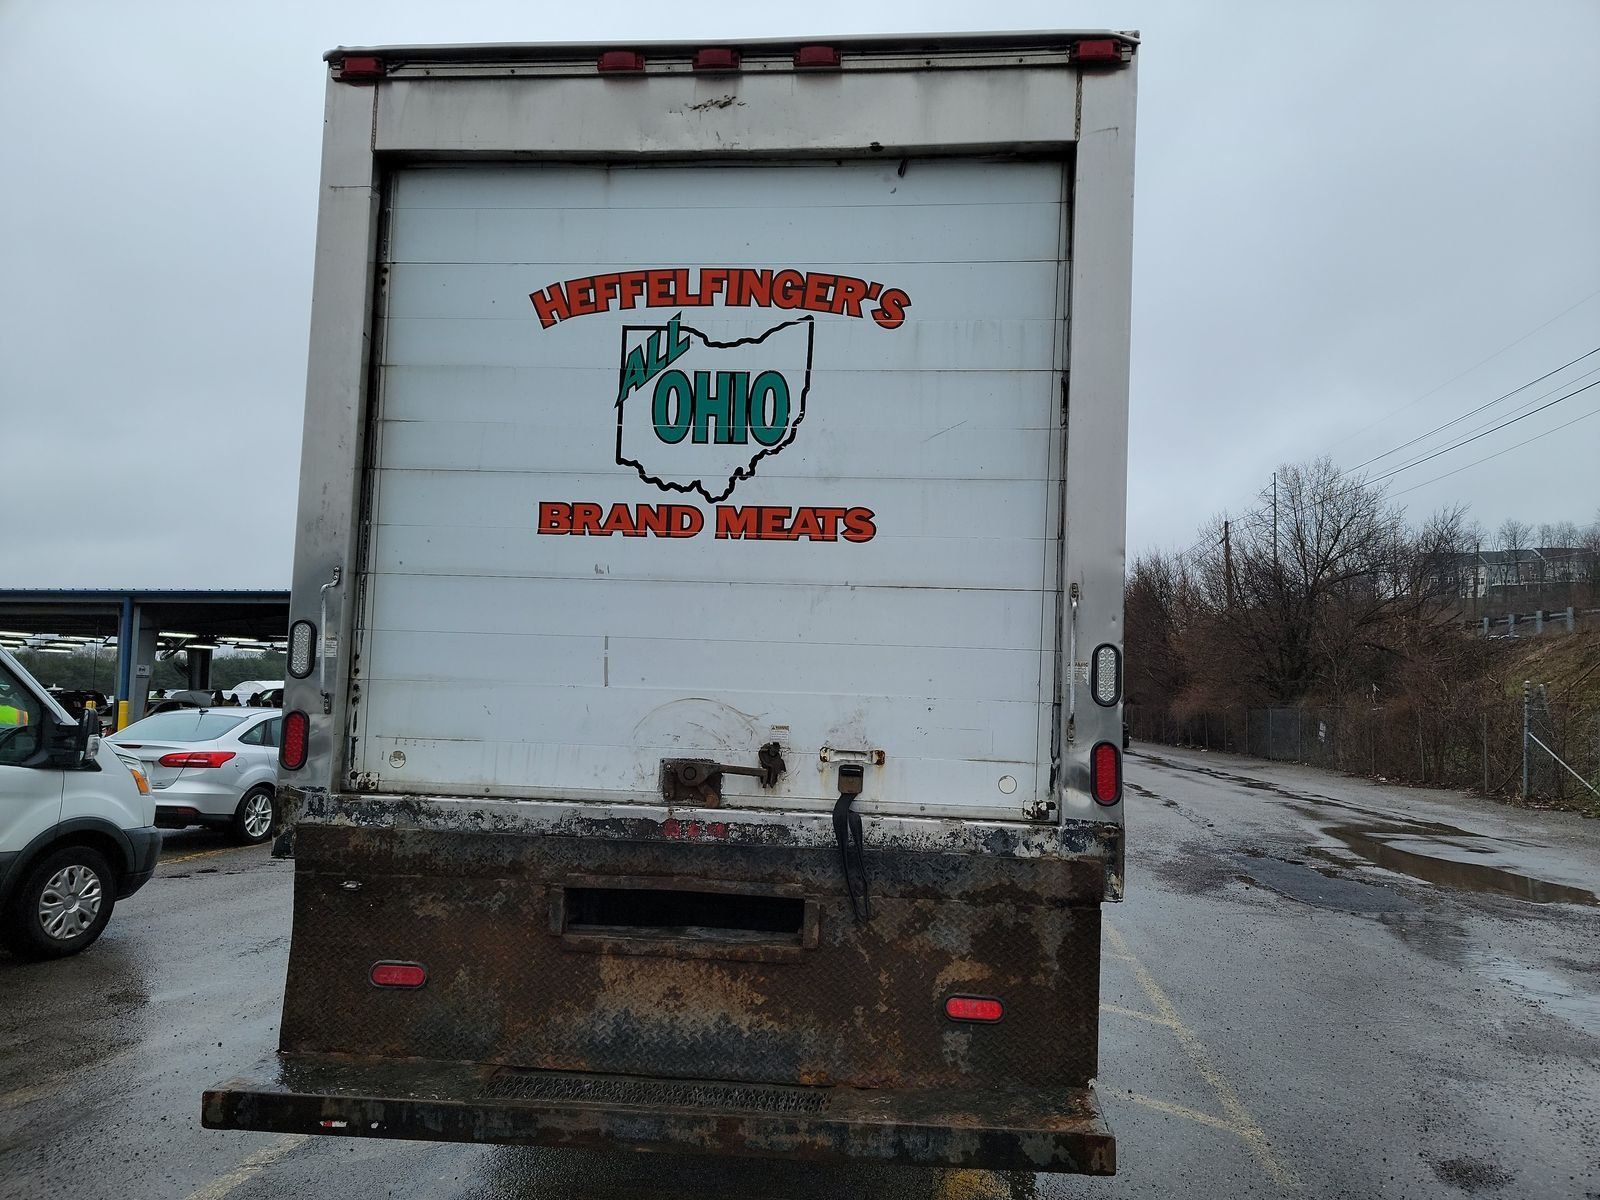 HEFFELFINGER'S
ALL
OHIO
BRAND MEATS